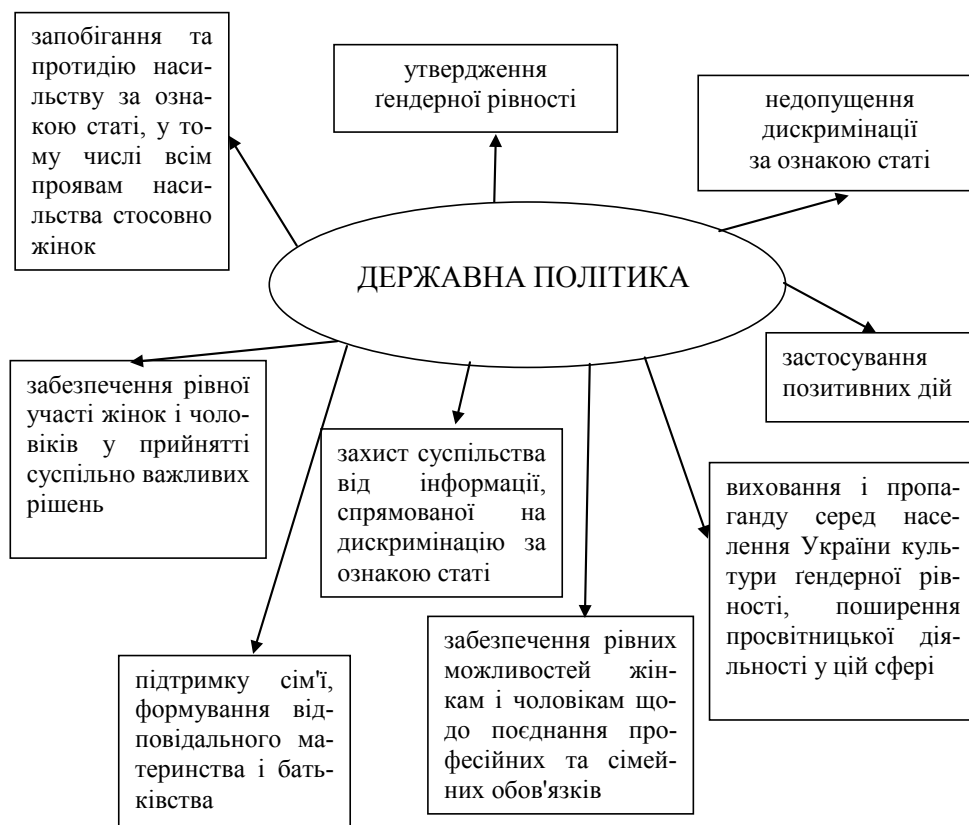 запобігання та
протидію наси-
льству за озна-
кою статі, у то-
му числі всім
проявам наси-
льства стосовно
жінок
утвердження
ґендерної рівності
недопущення
дискримінації
за ознакою статі
ДЕРЖАВНА ПОЛІТИКА
забезпечення рівної
участі жінок і чоло-
віків у прийнятті
суспільно важливих
рішень
захист суспільства
від інформації,
спрямованої на
дискримінацію за
ознакою статі
застосування
позитивних дій
виховання і пропа-
ганду серед насе-
лення України куль-
тури ґендерної рів-
ності, поширення
просвітницької дія-
льності у цій сфері
підтримку сім'ї,
формування від-
повідального ма-
теринства і бать-
ківства
забезпечення рівних
можливостей жін-
кам і чоловікам що-
до поєднання про-
фесійних та сімей-
них обов'язків